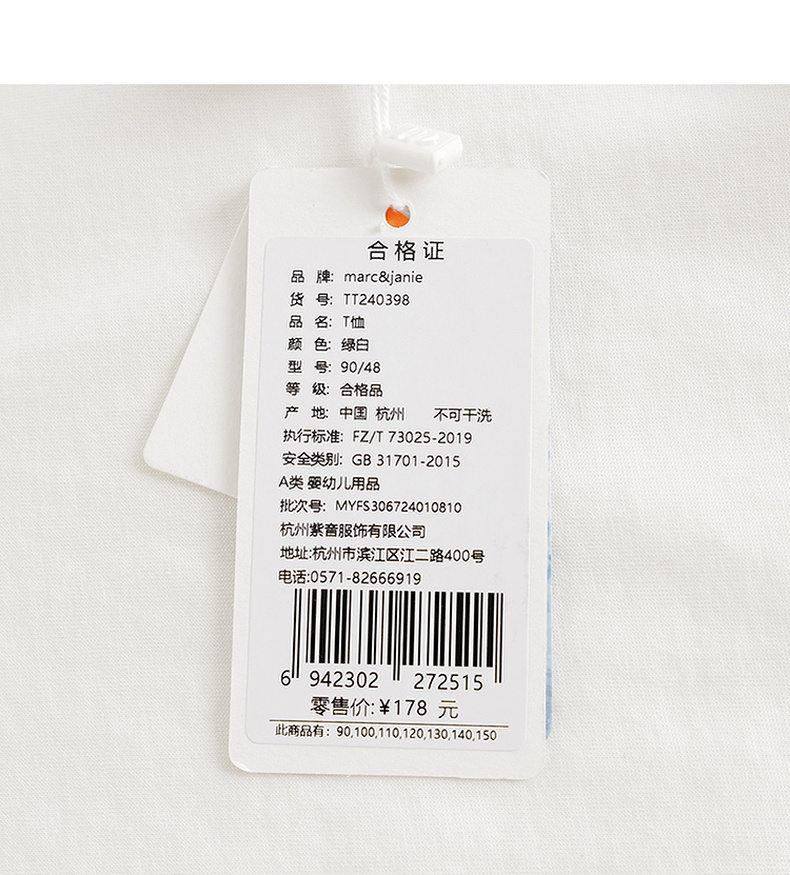 合格证
品 牌: marc&janie
货 号: TT240398
品 名: T恤
颜 色: 绿白
型 号: 90/48
等 级: 合格品
产 地: 中国 杭州 不可干洗
执行标准: FZ/T 73025-2019
安全类别: GB 31701-2015
A类 婴幼儿用品
批次号: MYFS306724010810
杭州紫啻服饰有限公司
地址:杭州市滨江区江二路400号
电话:0571-82666919
6 942302 272515
零售价:¥178 元
此商品有: 90,100,110,120,130,140,150